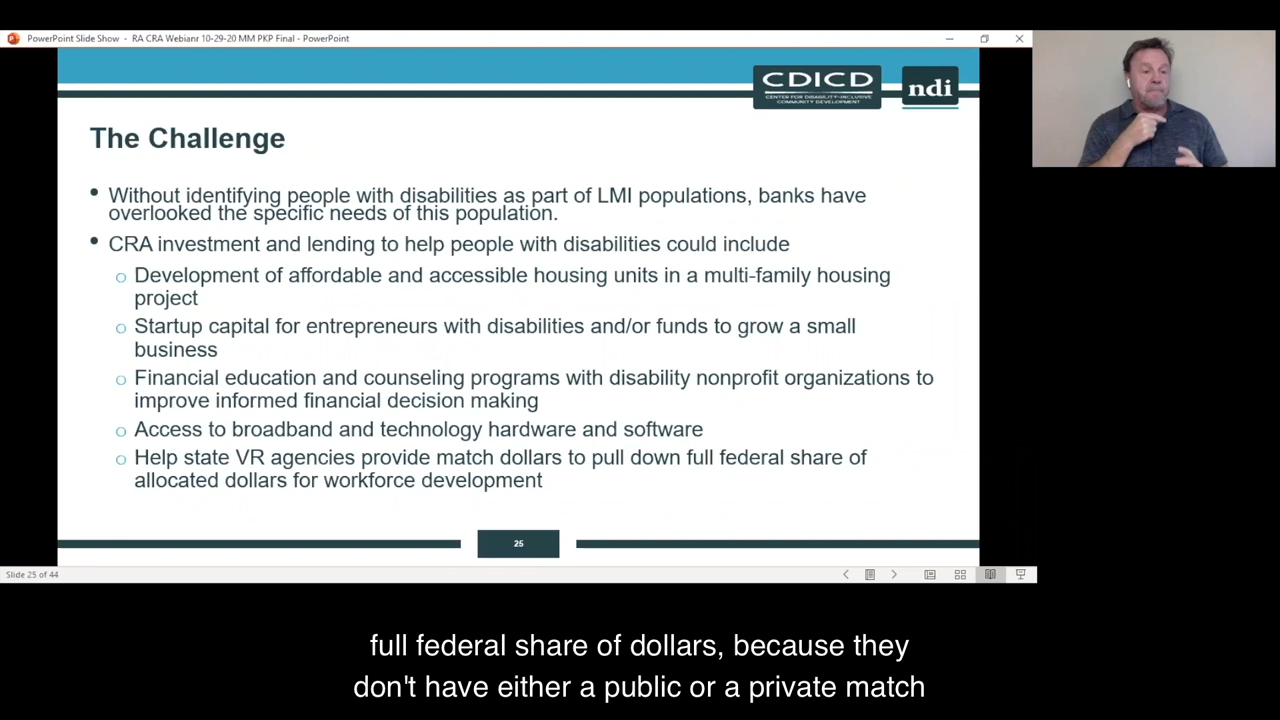 PowerPoint Slide Show - RA CRA Webianr 10-29-20 MM PKP Final - PowerPoint
CDICD
CENTER FOR DISABILITY-INCLUSIVE
COMMUNITY DEVELOPMENT
ndi
The Challenge
• Without identifying people with disabilities as part of LMI populations, banks have
overlooked the specific needs of this population.
• CRA investment and lending to help people with disabilities could include
o Development of affordable and accessible housing units in a multi-family housing
project
o Startup capital for entrepreneurs with disabilities and/or funds to grow a small
business
o Financial education and counseling programs with disability nonprofit organizations to
improve informed financial decision making
o Access to broadband and technology hardware and software
o Help state VR agencies provide match dollars to pull down full federal share of
allocated dollars for workforce development
25
Slide 25 of 44
full federal share of dollars, because they
don't have either a public or a private match